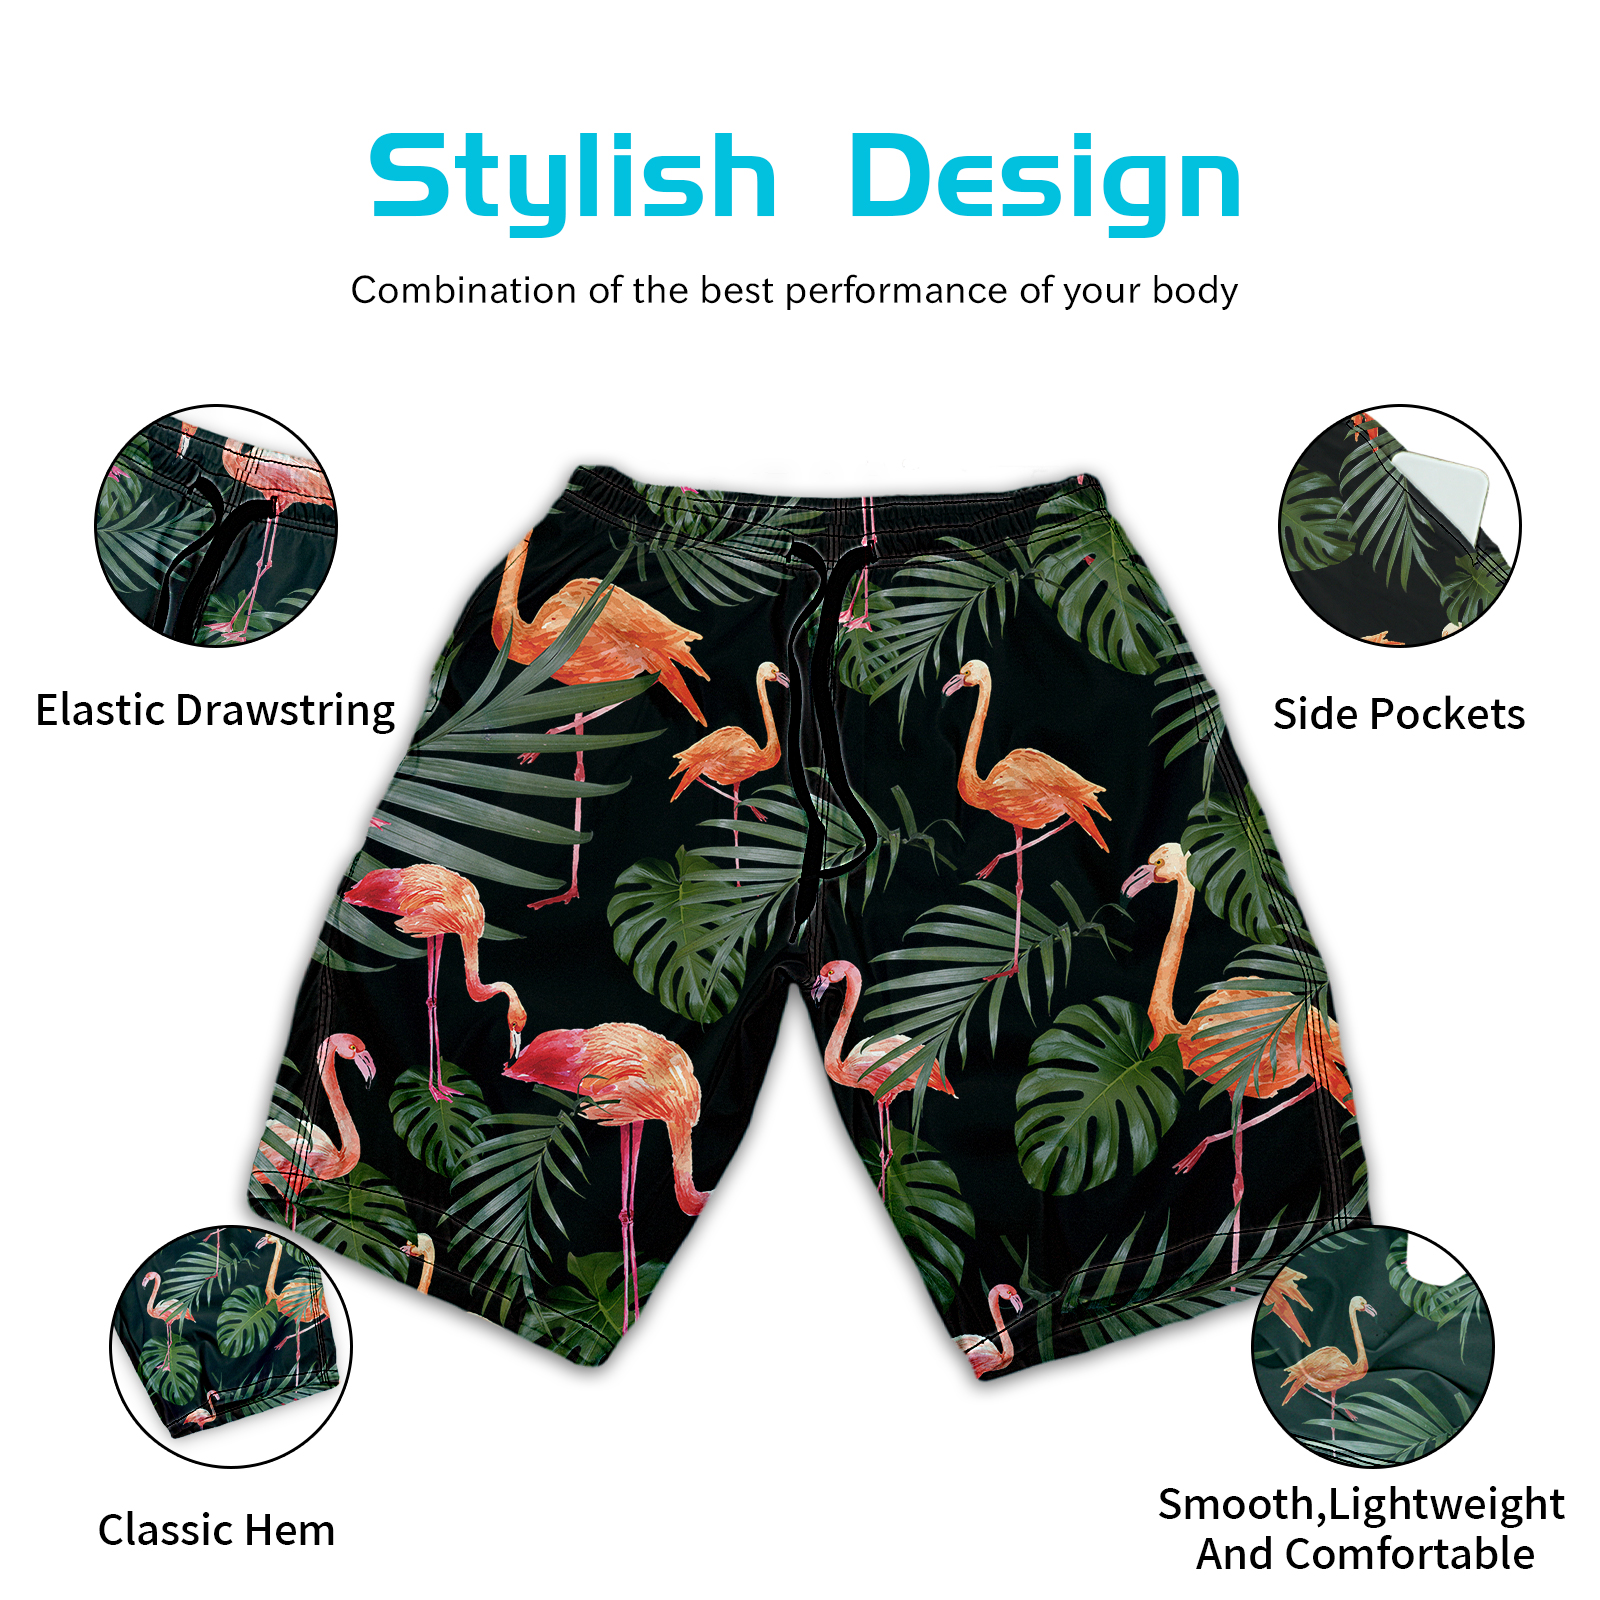 Stylish Design
Combination of the best performance of your body
Elastic Drawstring
Side Pockets
Classic Hem
Smooth,Lightweight
And Comfortable